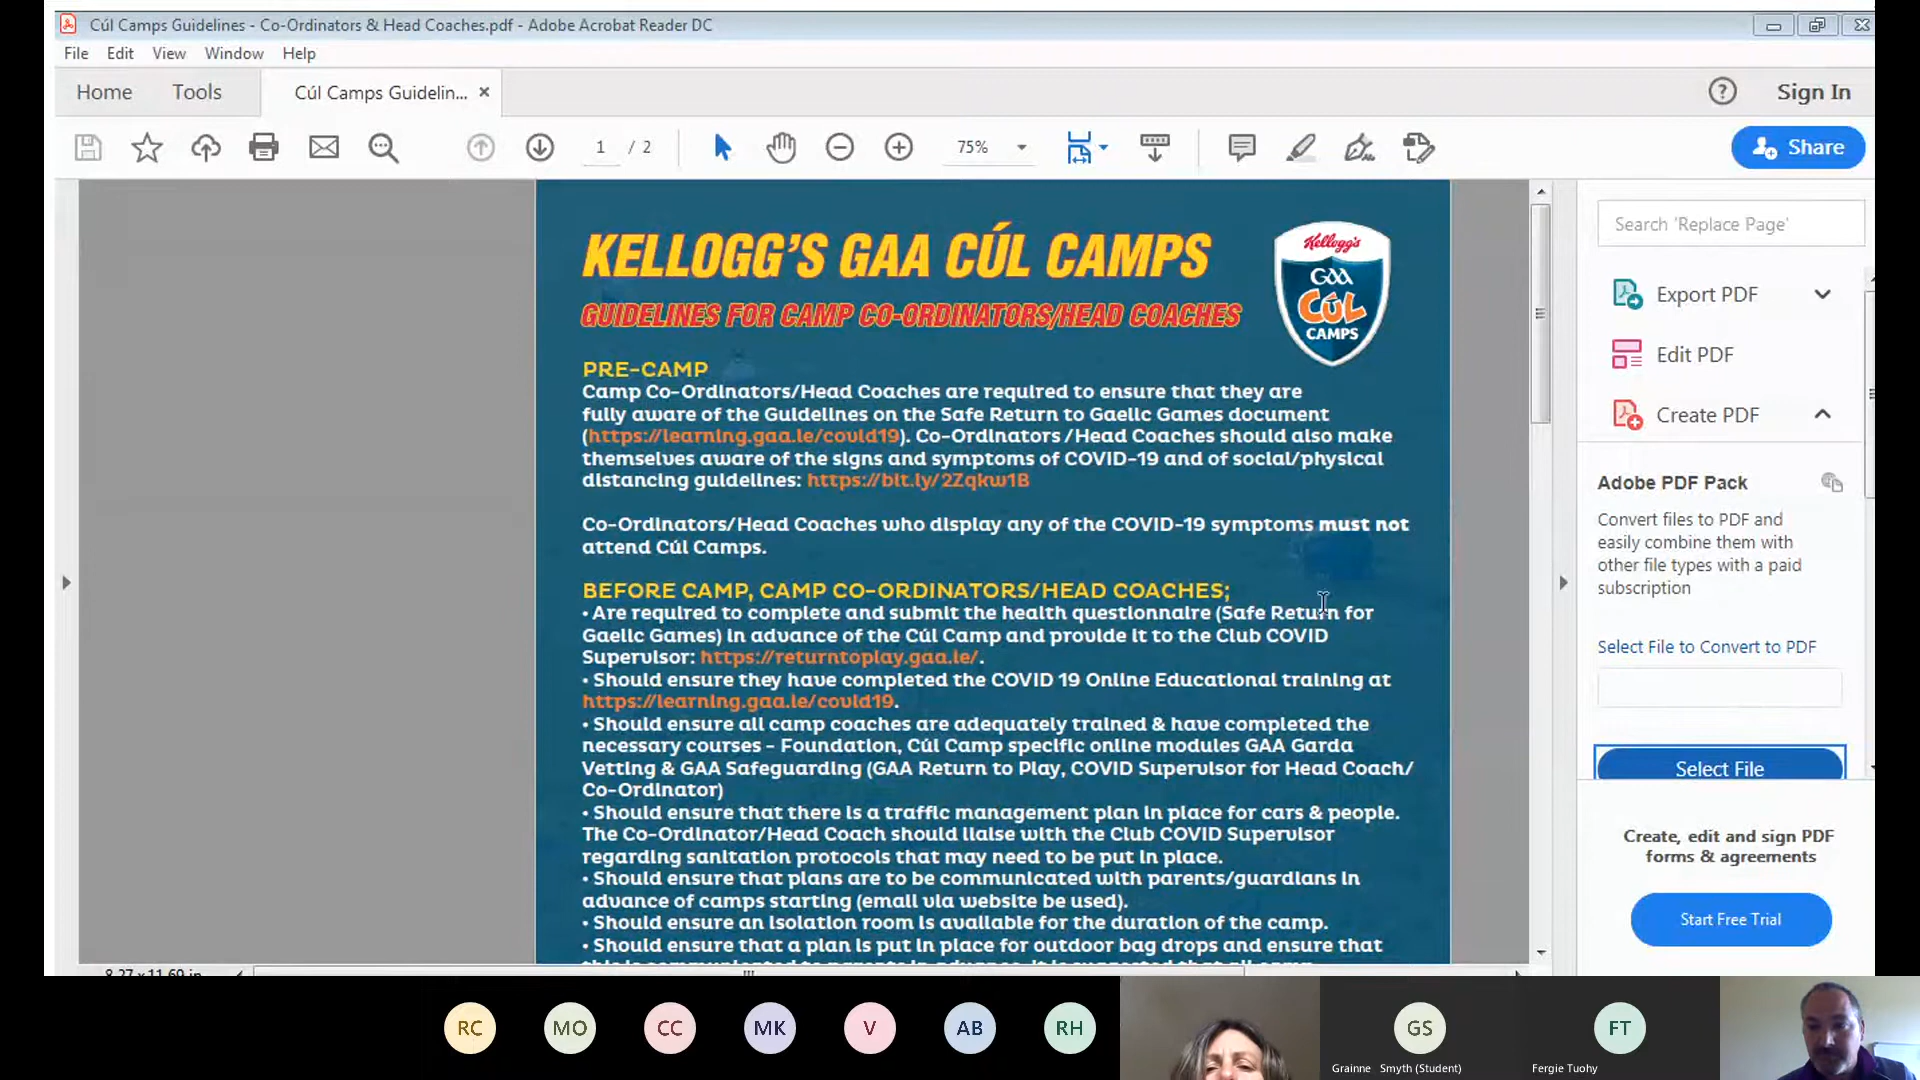 Cúl Camps Guidelines - Co-Ordinators & Head Coaches.pdf - Adobe Acrobat Reader DC
File Edit View Window Help
Home Tools Cúl Camps Guidelin... × Sign In
1 / 2 75% Share
KELLOGG'S GAA CÚL CAMPS
GUIDELINES FOR CAMP CO-ORDINATORS/HEAD COACHES
Kellogg's
GAA
CÚL
CAMPS
PRE-CAMP
Camp Co-Ordinators/Head Coaches are required to ensure that they are
fully aware of the Guidelines on the Safe Return to Gaelic Games document
(https://learning.gaa.ie/covid19). Co-Ordinators /Head Coaches should also make
themselves aware of the signs and symptoms of COVID-19 and of social/physical
distancing guidelines: https://bit.ly/2Zqkw1B
Co-Ordinators/Head Coaches who display any of the COVID-19 symptoms must not
attend Cúl Camps.
BEFORE CAMP, CAMP CO-ORDINATORS/HEAD COACHES;
• Are required to complete and submit the health questionnaire (Safe Return for
Gaelic Games) in advance of the Cúl Camp and provide it to the Club COVID
Supervisor: https://returntoplay.gaa.ie/.
• Should ensure they have completed the COVID 19 Online Educational training at
https://learning.gaa.ie/covid19.
• Should ensure all camp coaches are adequately trained & have completed the
necessary courses - Foundation, Cúl Camp specific online modules GAA Garda
Vetting & GAA Safeguarding (GAA Return to Play, COVID Supervisor for Head Coach/
Co-Ordinator)
• Should ensure that there is a traffic management plan in place for cars & people.
The Co-Ordinator/Head Coach should liaise with the Club COVID Supervisor
regarding sanitation protocols that may need to be put in place.
• Should ensure that plans are to be communicated with parents/guardians in
advance of camps starting (email via website be used).
• Should ensure an isolation room is available for the duration of the camp.
• Should ensure that a plan is put in place for outdoor bag drops and ensure that
8.27 x 11.69 in
Search 'Replace Page'
Export PDF
Edit PDF
Create PDF
Adobe PDF Pack
Convert files to PDF and
easily combine them with
other file types with a paid
subscription
Select File to Convert to PDF
Select File
Create, edit and sign PDF
forms & agreements
Start Free Trial
RC MO CC MK V AB RH GS FT
Grainne Smyth (Student) Fergie Tuohy